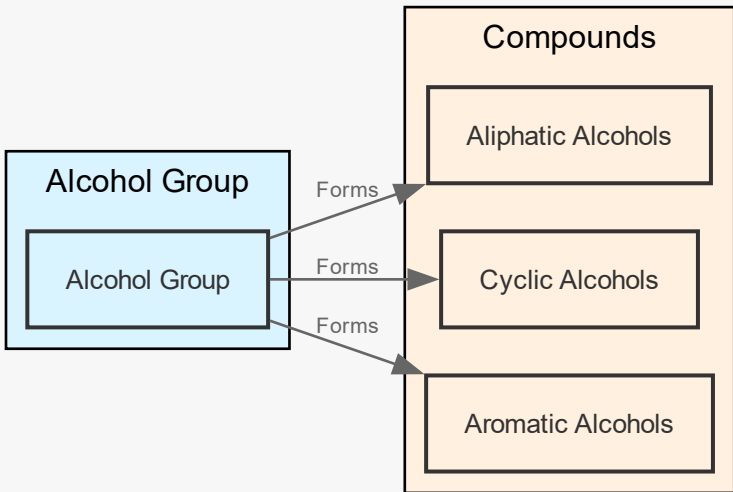 Compounds
Aliphatic Alcohols
Alcohol Group
Forms
Alcohol Group
Forms
Cyclic Alcohols
Forms
Aromatic Alcohols